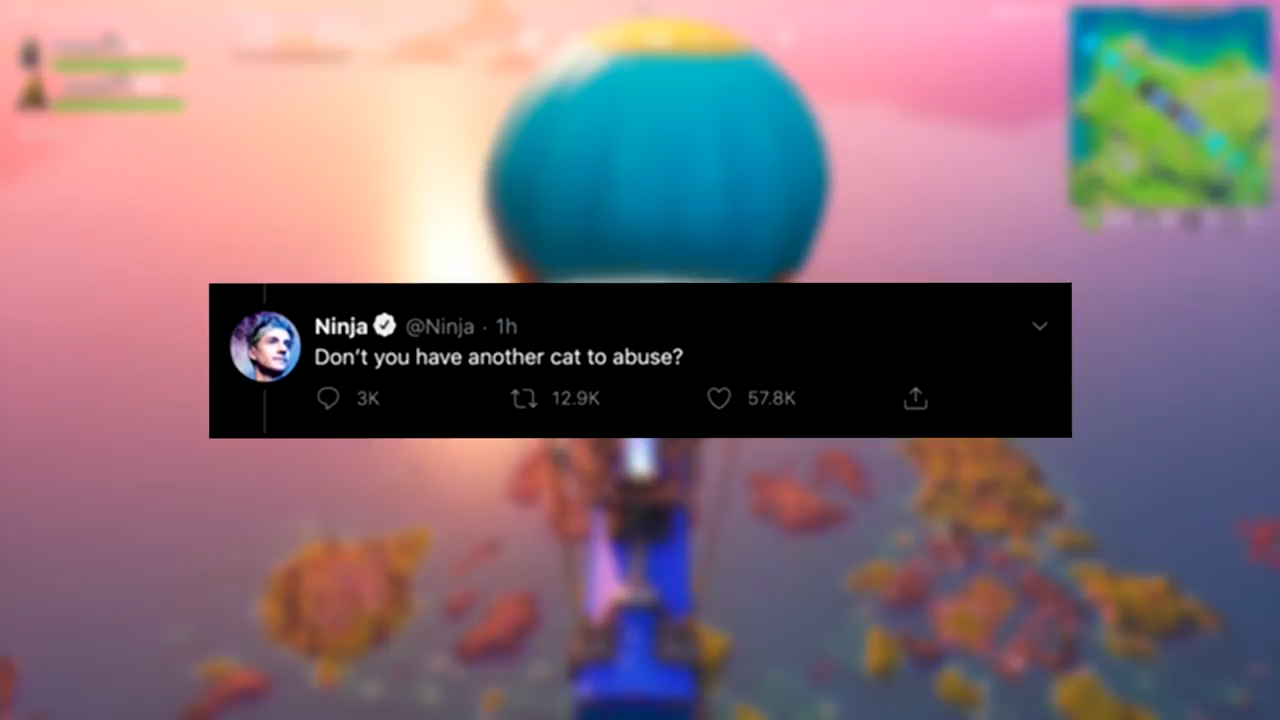 Ninja @Ninja · 1h
Don't you have another cat to abuse?
3K 12.9K 57.8K